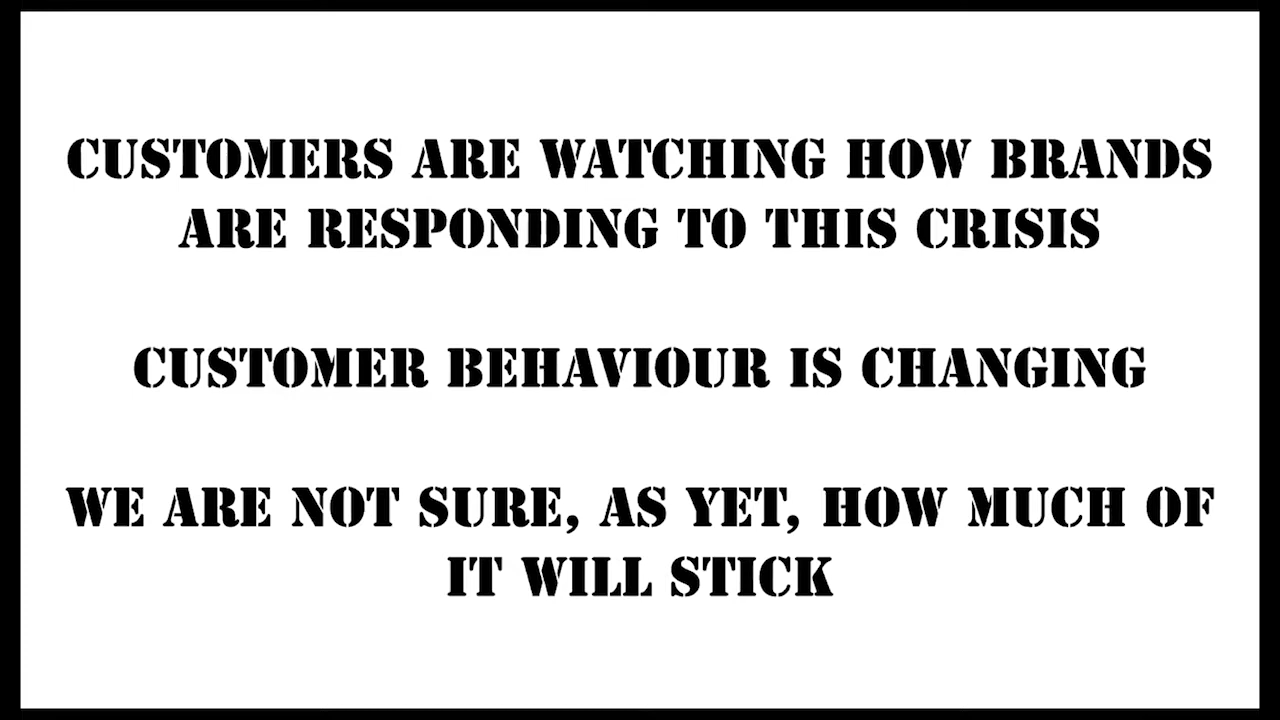 CUSTOMERS ARE WATCHING HOW BRANDS
ARE RESPONDING TO THIS CRISIS
CUSTOMER BEHAVIOUR IS CHANGING
WE ARE NOT SURE, AS YET, HOW MUCH OF
IT WILL STICK